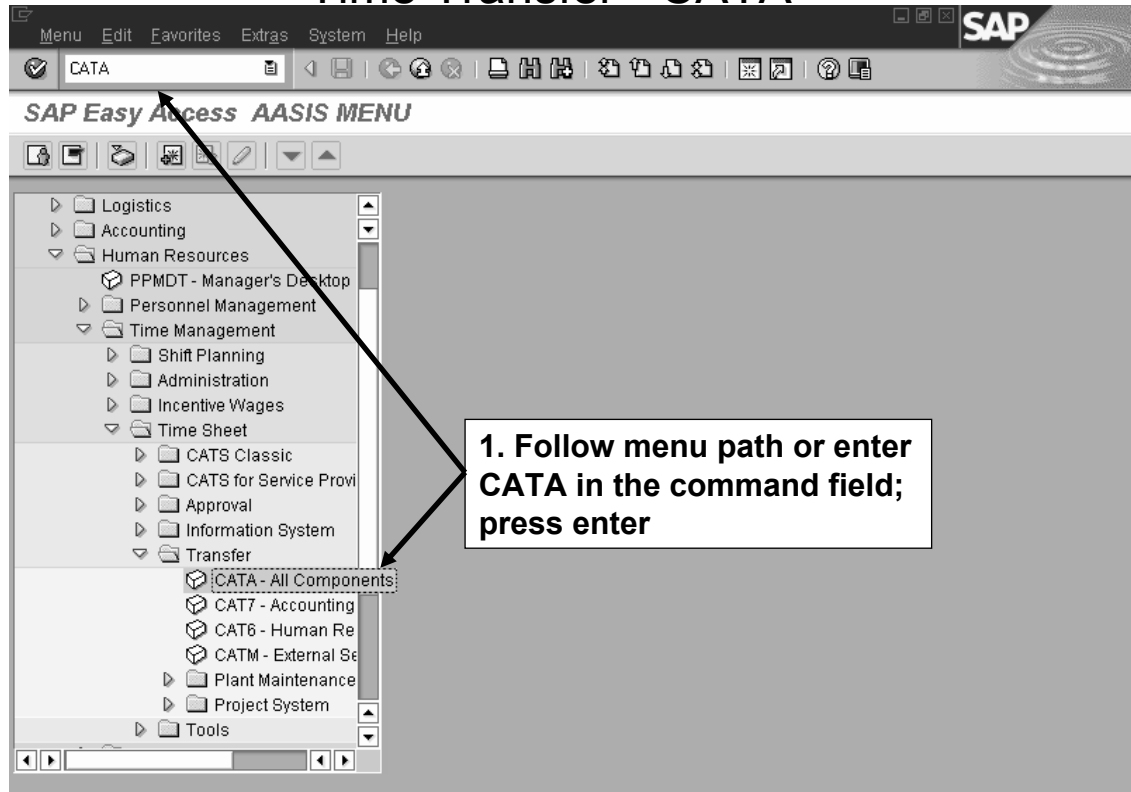 Time Transfer - CATA
Menu Edit Favorites Extras System Help
SAP
CATA
SAP Easy Access AASIS MENU
Logistics
Accounting
Human Resources
PPMDT - Manager's Desktop
Personnel Management
Time Management
Shift Planning
Administration
Incentive Wages
Time Sheet
CATS Classic
CATS for Service Provi
Approval
Information System
Transfer
CATA - All Components
CAT7 - Accounting
CAT6 - Human Re
CATM - External Se
Plant Maintenance
Project System
Tools
1. Follow menu path or enter
CATA in the command field;
press enter